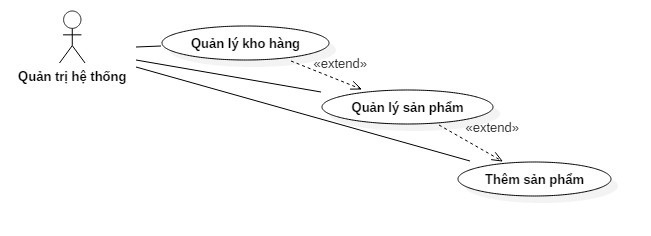 Quản lý kho hàng
«extend»
Quản trị hệ thống
Quản lý sản phẩm
«extend»
Thêm sản phẩm